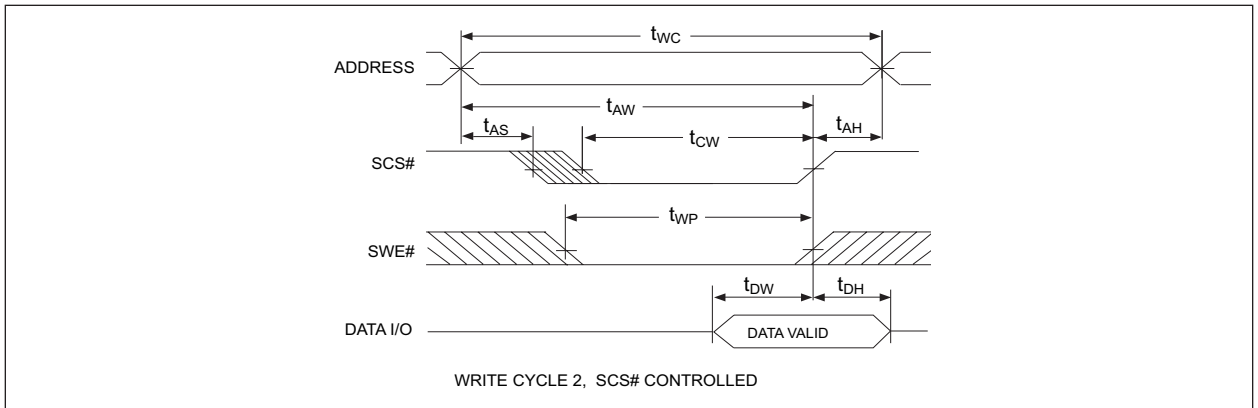 tWC
ADDRESS
tAW
tAS
tCW
tAH
SCS#
tWP
SWE#
tDW
tDH
DATA I/O
DATA VALID
WRITE CYCLE 2, SCS# CONTROLLED